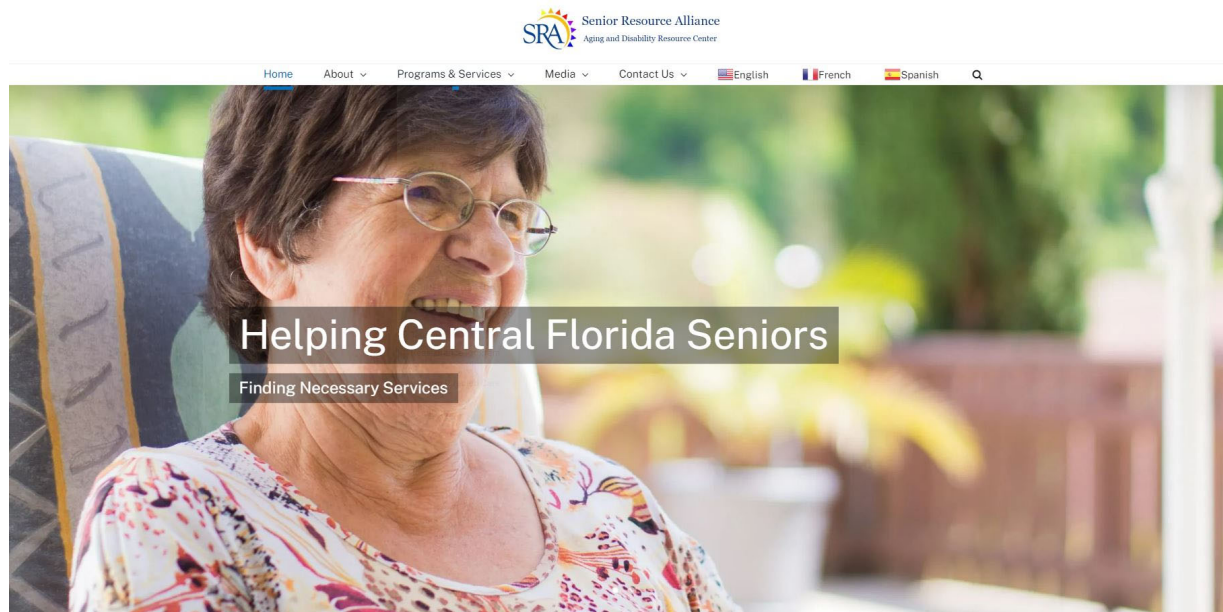 SRA
Senior Resource Alliance
Aging and Disability Resource Center
Home About Programs & Services Media Contact Us English French Spanish
Helping Central Florida Seniors
Finding Necessary Services